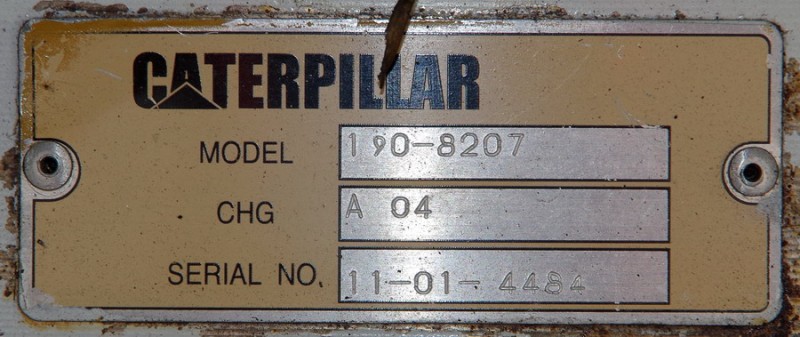 CATERPILLAR
MODEL 190-8207
CHG A 04
SERIAL NO. 11-01- 4484